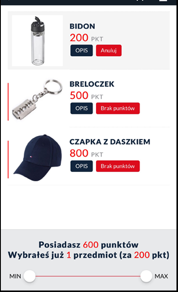 BIDON
200 PKT
OPIS Anuluj
BRELOCZEK
500 PKT
OPIS Brak punktów
CZAPKA Z DASZKIEM
800 PKT
OPIS Brak punktów
Posiadasz 600 punktów
Wybrałeś już 1 przedmiot (za 200 pkt)
MIN MAX